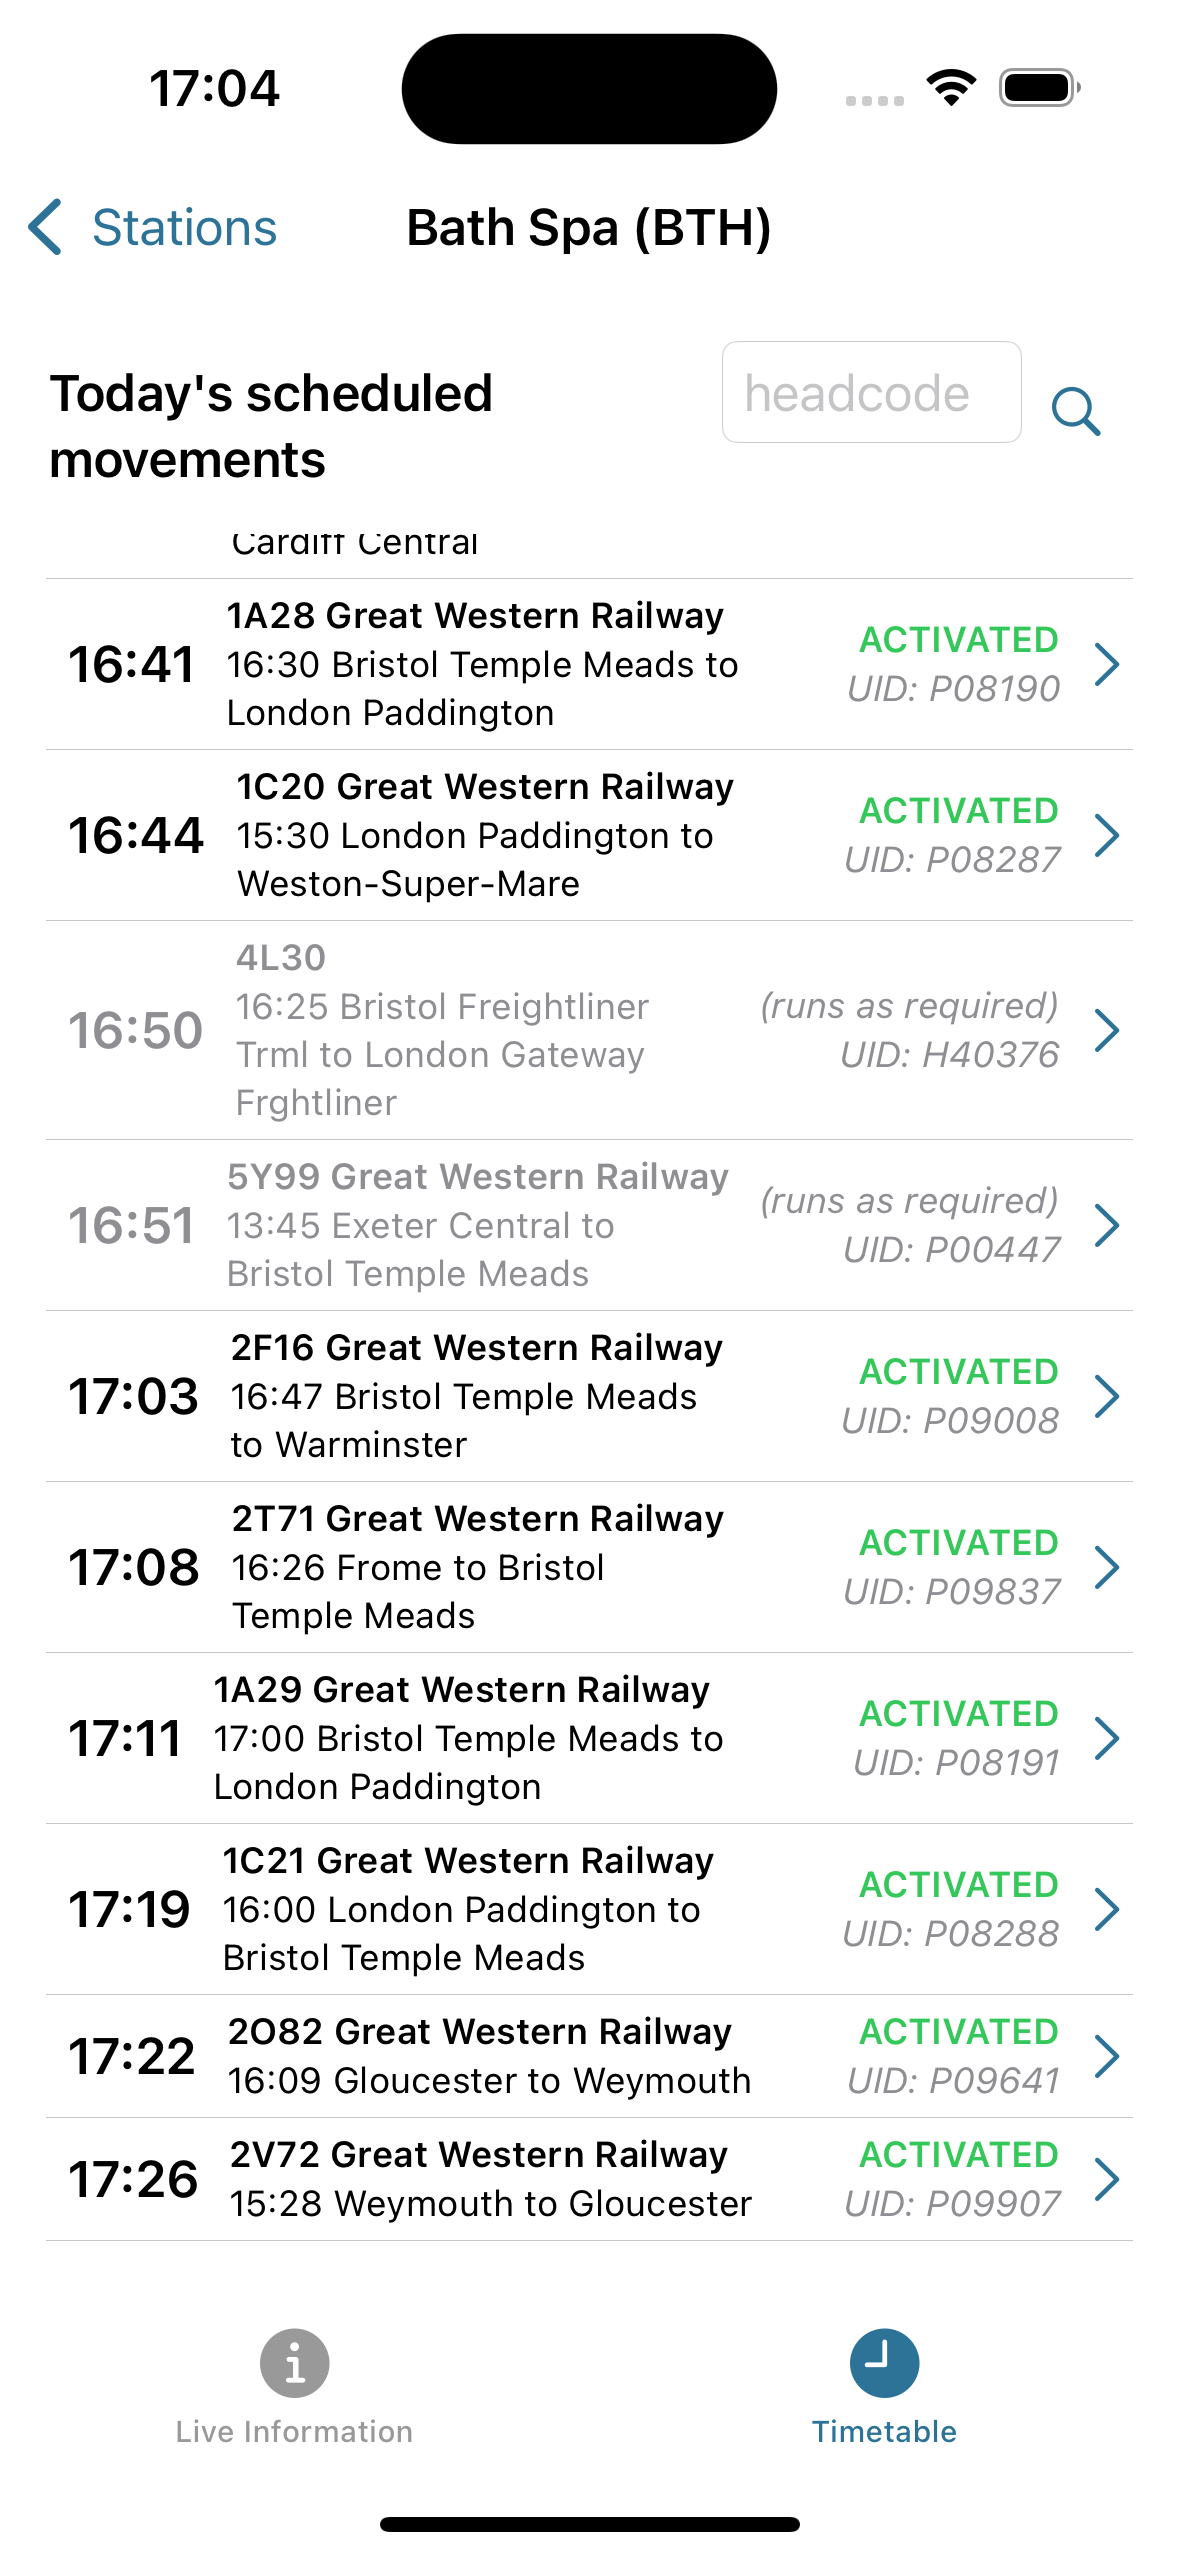 17:04
Stations
Bath Spa (BTH)
Today's scheduled
movements
headcode
Cardiff Central
16:41
1A28 Great Western Railway
16:30 Bristol Temple Meads to
London Paddington
ACTIVATED
UID: P08190
16:44
1C20 Great Western Railway
15:30 London Paddington to
Weston-Super-Mare
ACTIVATED
UID: P08287
16:50
4L30
16:25 Bristol Freightliner
Trml to London Gateway
Frghtliner
(runs as required)
UID: H40376
16:51
5Y99 Great Western Railway
13:45 Exeter Central to
Bristol Temple Meads
(runs as required)
UID: P00447
17:03
2F16 Great Western Railway
16:47 Bristol Temple Meads
to Warminster
ACTIVATED
UID: P09008
17:08
2T71 Great Western Railway
16:26 Frome to Bristol
Temple Meads
ACTIVATED
UID: P09837
17:11
1A29 Great Western Railway
17:00 Bristol Temple Meads to
London Paddington
ACTIVATED
UID: P08191
17:19
1C21 Great Western Railway
16:00 London Paddington to
Bristol Temple Meads
ACTIVATED
UID: P08288
17:22
2O82 Great Western Railway
16:09 Gloucester to Weymouth
ACTIVATED
UID: P09641
17:26
2V72 Great Western Railway
15:28 Weymouth to Gloucester
ACTIVATED
UID: P09907
Live Information
Timetable